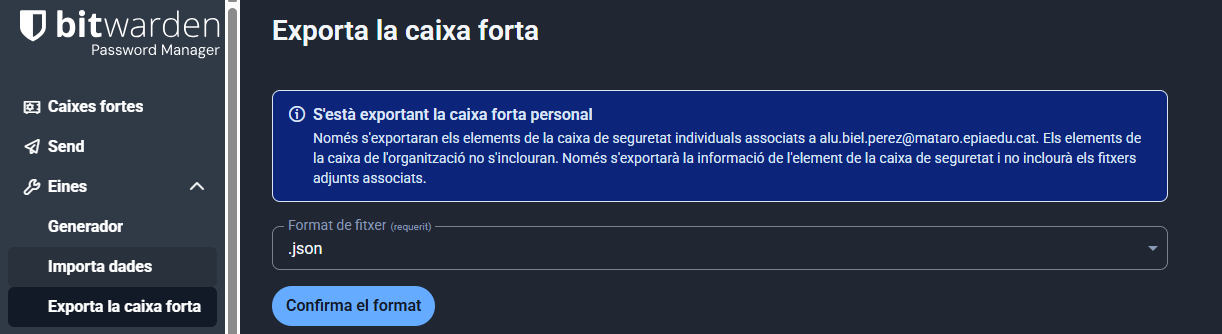 bitwarden
Password Manager
Caixes fortes
Send
Eines
Generador
Importa dades
Exporta la caixa forta
Exporta la caixa forta
S'està exportant la caixa forta personal
Només s'exportaran els elements de la caixa de seguretat individuals associats a alu.biel.perez@mataro.epiaedu.cat. Els elements de
la caixa de l'organització no s'inclouran. Només s'exportarà la informació de l'element de la caixa de seguretat i no inclourà els fitxers
adjunts associats.
Format de fitxer (requerit)
.json
Confirma el format